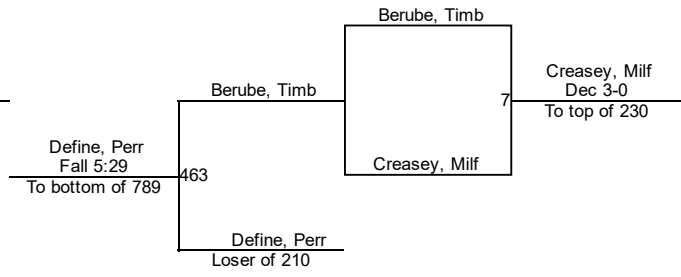 Berube, Timb
Creasey, Milf
Dec 3-0
7
To top of 230
Berube, Timb
Define, Perr
Fall 5:29
463
To bottom of 789
Creasey, Milf
Define, Perr
Loser of 210